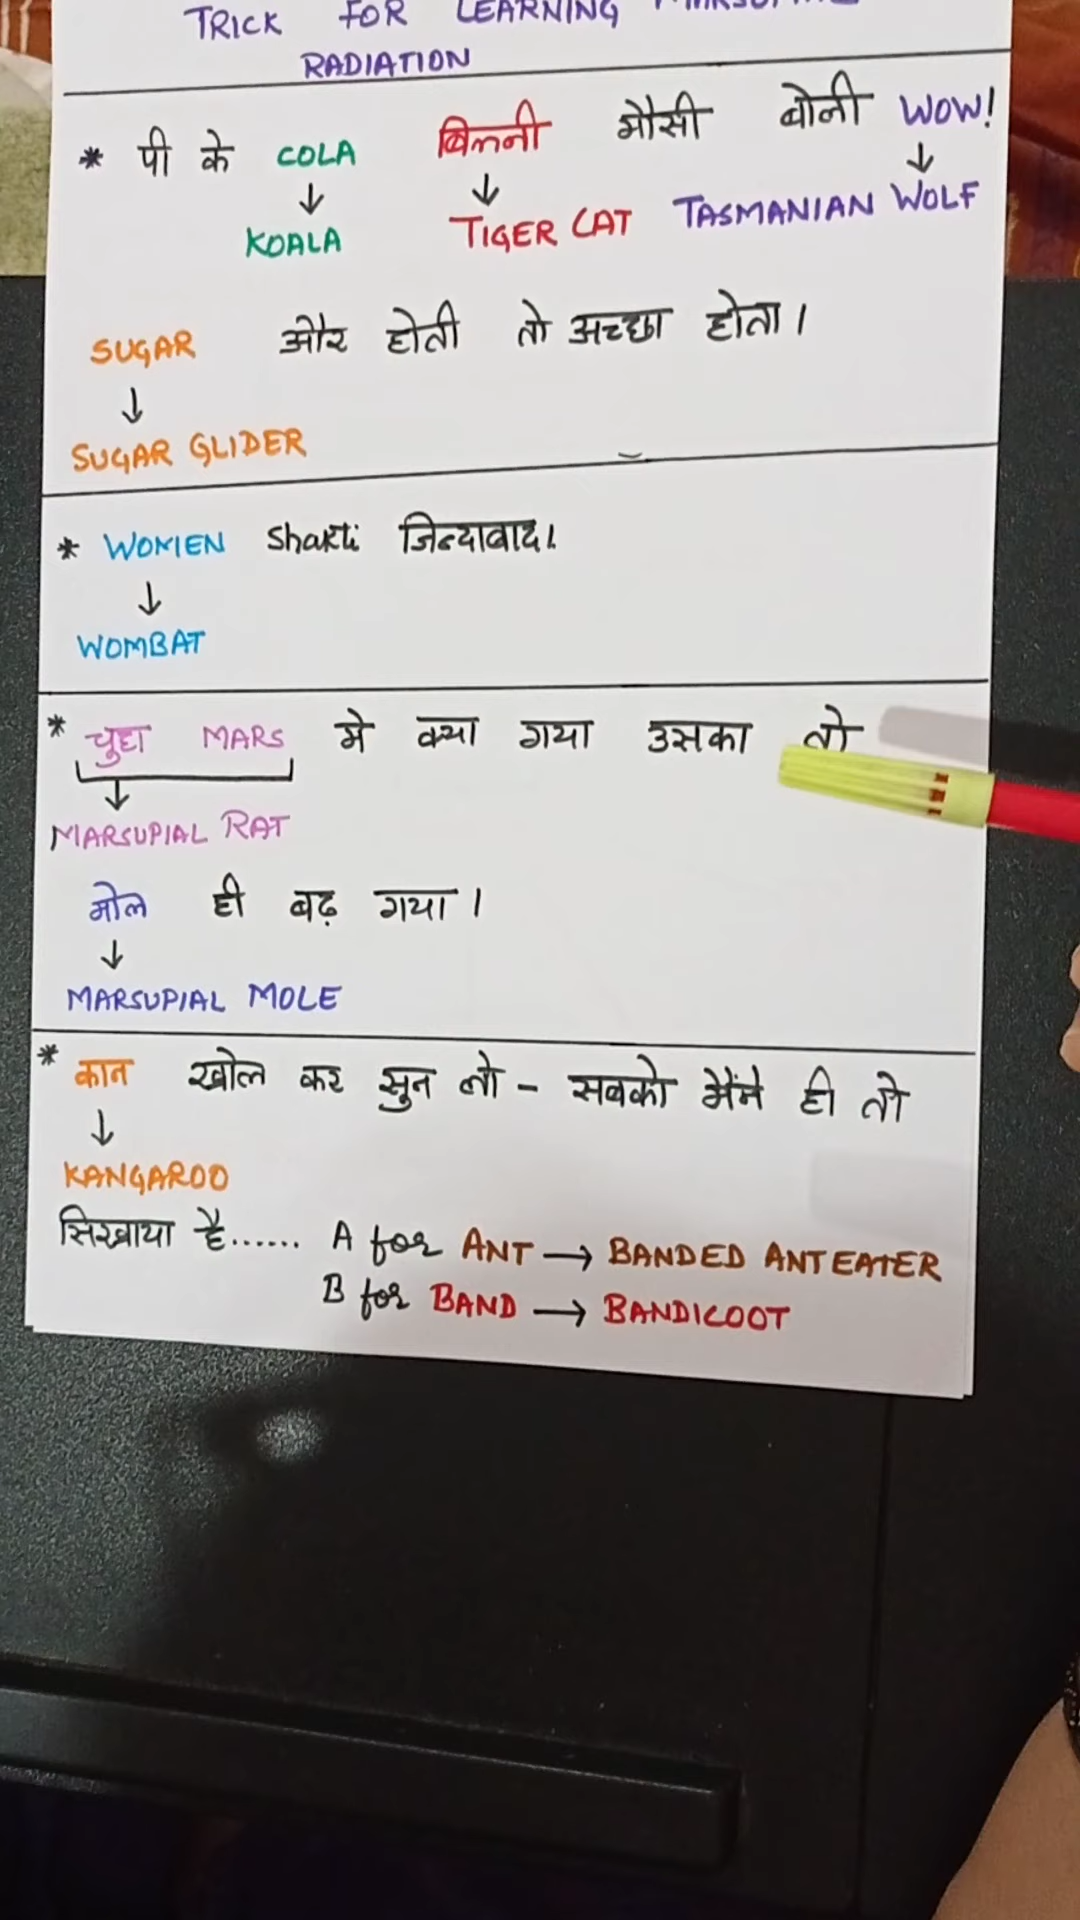 TRICK FOR LEARNING
RADIATION
* पी के COLA बिल्ली मौसी बोली WOW!
↓ ↓ ↓
KOALA TIGER CAT TASMANIAN WOLF
SUGAR और होती तो अच्छा होता।
↓
SUGAR GLIDER
* WOMEN Shakti जिन्दाबाद।
↓
WOMBAT
* चुहा MARS मे क्या गया उसका तो
↓
MARSUPIAL RAT
मोल ही बढ़ गया।
↓
MARSUPIAL MOLE
* कान खोल कर सुन लो - सबको मैंने ही तो
↓
KANGAROO
सिखाया है...... A for ANT → BANDED ANTEATER
B for BAND → BANDICOOT